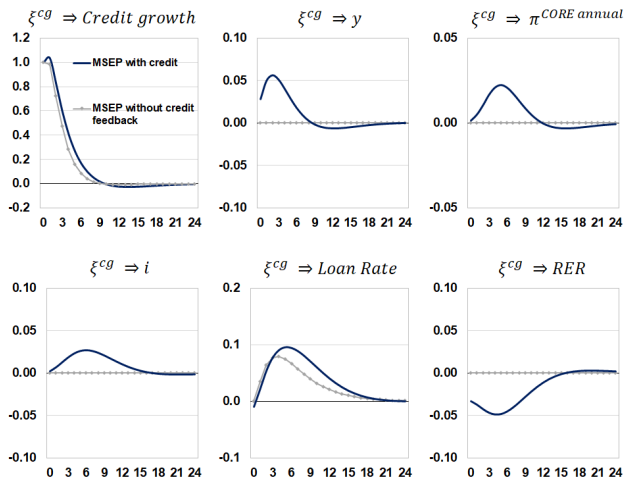 ξ^cg ⇒ Credit growth
1.2
1.0
0.8
0.6
0.4
0.2
0.0
-0.2
MSEP with credit
MSEP without credit
feedback
0 3 6 9 12 15 18 21 24
ξ^cg ⇒ y
0.10
0.05
0.00
-0.05
-0.10
0 3 6 9 12 15 18 21 24
ξ^cg ⇒ π^CORE annual
0.05
0.00
-0.05
0 3 6 9 12 15 18 21 24
ξ^cg ⇒ i
0.10
0.05
0.00
-0.05
-0.10
0 3 6 9 12 15 18 21 24
ξ^cg ⇒ Loan Rate
0.2
0.1
0.0
-0.1
0 3 6 9 12 15 18 21 24
ξ^cg ⇒ RER
0.10
0.05
0.00
-0.05
-0.10
0 3 6 9 12 15 18 21 24